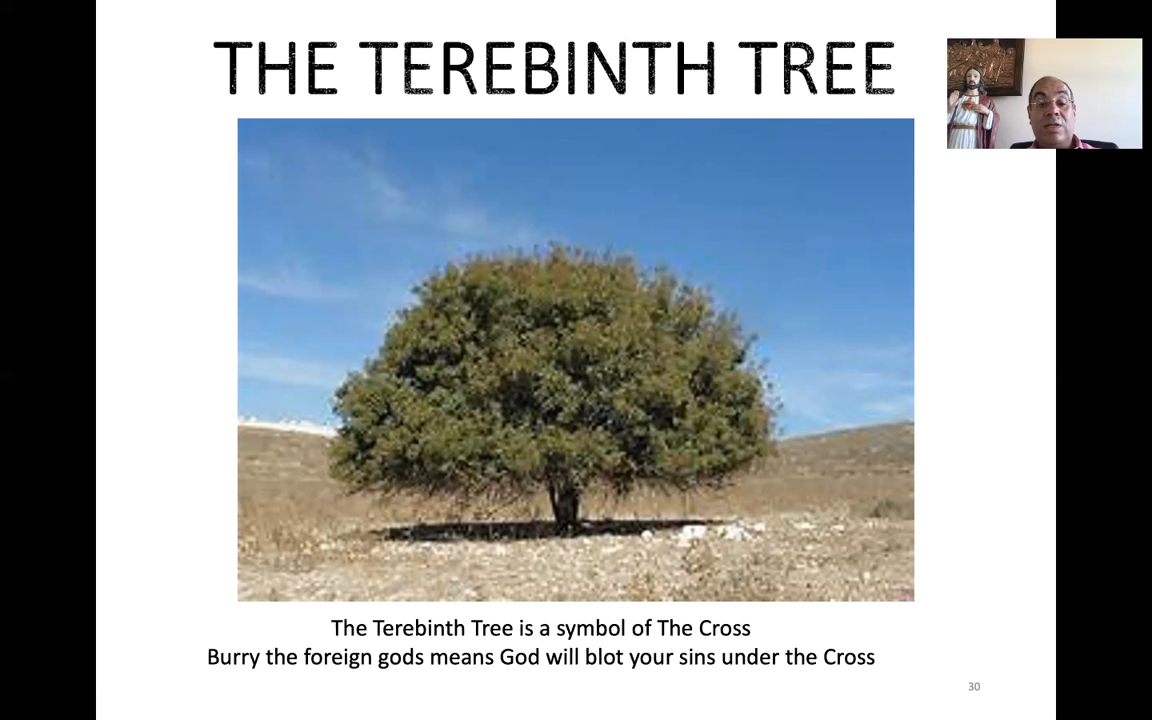 THE TEREBINTH TREE
The Terebinth Tree is a symbol of The Cross
Burry the foreign gods means God will blot your sins under the Cross
30